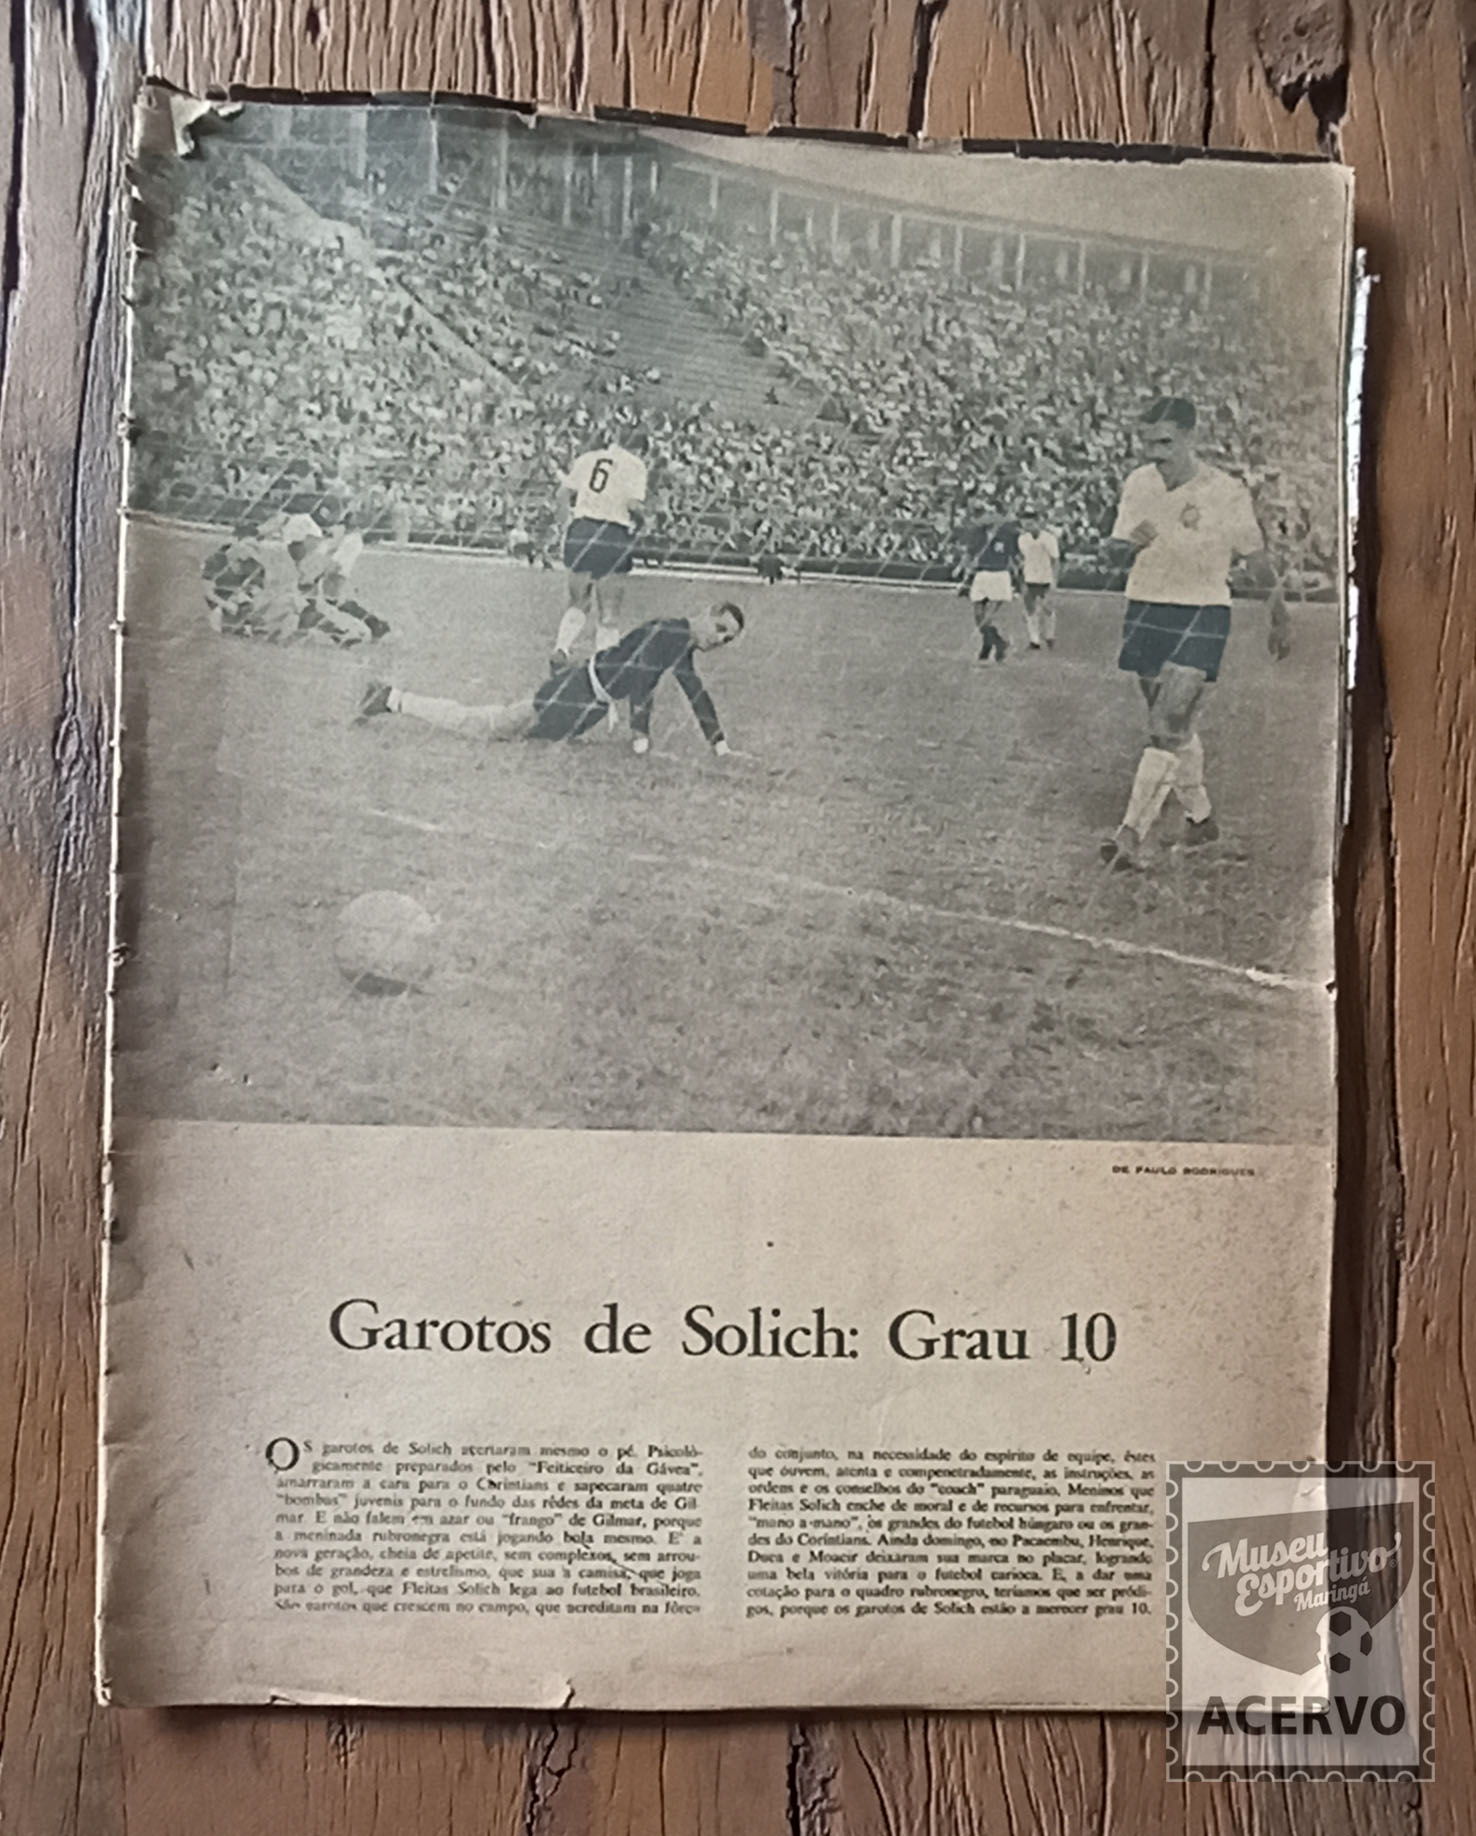 6
DE PAULO RODRIGUES
Garotos de Solich: Grau 10
OS garotos de Solich acertaram mesmo o pé. Psicolò-
gicamente preparados pelo "Feiticeiro da Gávea",
amarraram a cara para o Christians e sapecaram quatro
"bombas" juvenis para o fundo das rêdes da meta de Gil-
mar. E não falem em azar ou "frango" de Gilmar, porque
a meninada rubronegra está jogando bola mesmo. E' a
nova geração, cheia de apetite, sem complexos, sem arrou-
bos de grandeza e estrelismo, que sua a camisa, que joga
para o gol, que Fleitas Solich lega ao futebol brasileiro.
São garotos que crescem no campo, que acreditam na fôrça
do conjunto, na necessidade do espírito de equipe, êstes
que ouvem, atenta e compenetradamente, as instruções, as
ordens e os conselhos do "coach" paraguaio. Meninos que
Fleitas Solich enche de moral e de recursos para enfrentar,
"mano a-mano", os grandes do futebol húngaro ou os gran-
des do Coríntians. Ainda domingo, no Pacaembu, Henrique,
Duca e Moacir deixaram sua marca no placar, logrando
uma bela vitória para o futebol carioca. E, a dar uma
cotação para o quadro rubronegro, teríamos que ser pródi-
gos, porque os garotos de Solich estão a merecer grau 10.
Museu
Esportivo
Maringá
ACERVO